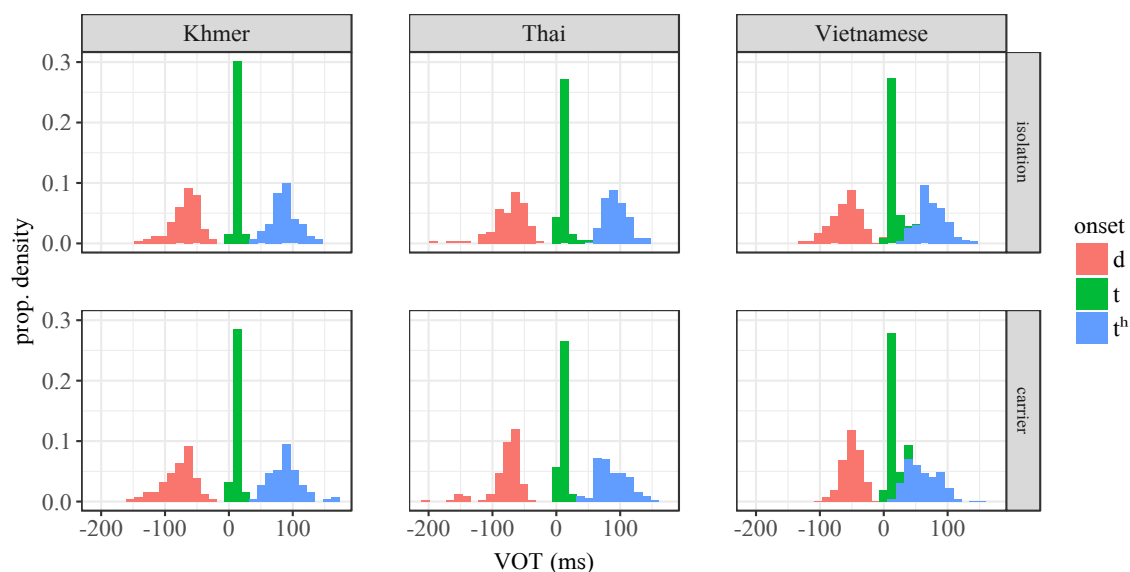 Khmer Thai Vietnamese
0.3
0.2
0.1
0.0
isolation
prop. density
0.3
0.2
0.1
0.0
carrier
-200 -100 0 100 -200 -100 0 100 -200 -100 0 100
VOT (ms)
onset
d
t
tʰ